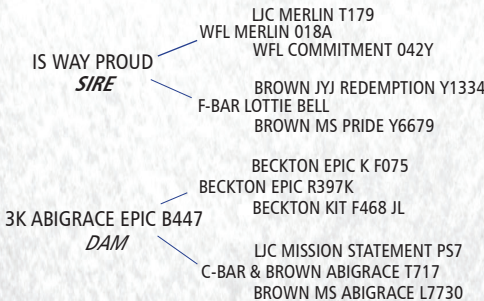 LJC MERLIN T179
WFL MERLIN 018A
WFL COMMITMENT 042Y
IS WAY PROUD
SIRE
BROWN JYJ REDEMPTION Y1334
F-BAR LOTTIE BELL
BROWN MS PRIDE Y6679
BECKTON EPIC K F075
BECKTON EPIC R397K
BECKTON KIT F468 JL
3K ABIGRACE EPIC B447
DAM
LJC MISSION STATEMENT PS7
C-BAR & BROWN ABIGRACE T717
BROWN MS ABIGRACE L7730